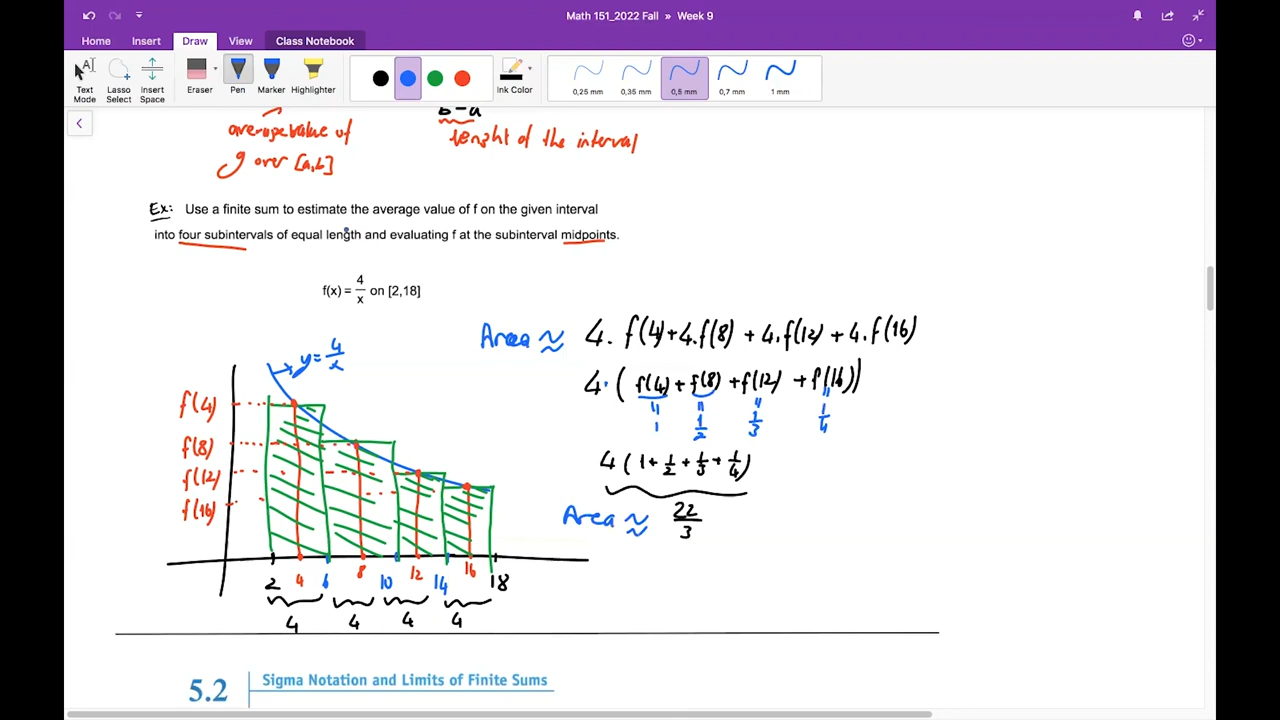 Math 151_2022 Fall » Week 9
Home Insert Draw View Class Notebook
Text Mode
Lasso Select
Insert Space
Eraser
Pen
Marker
Highlighter
Ink Color
0,25 mm 0,35 mm 0,5 mm 0,7 mm 1 mm
b-a
average value of
g over [a,b]
lenght of the interval
Ex: Use a finite sum to estimate the average value of f on the given interval
into four subintervals of equal length and evaluating f at the subinterval midpoints.
f(x) = 4/x on [2,18]
Area ≈ 4. f(4)+4.f(8) + 4.f(12) + 4.f(16)
y=4/x
4.(f(4)+f(8)+f(12)+f(16))
" " " "
1 1/2 1/3 1/4
f(4)
f(8)
f(12)
f(16)
4(1+1/2+1/3+1/4)
Area ≈ 22/3
2 4 6 8 10 12 14 16 18
4 4 4 4
5.2 Sigma Notation and Limits of Finite Sums